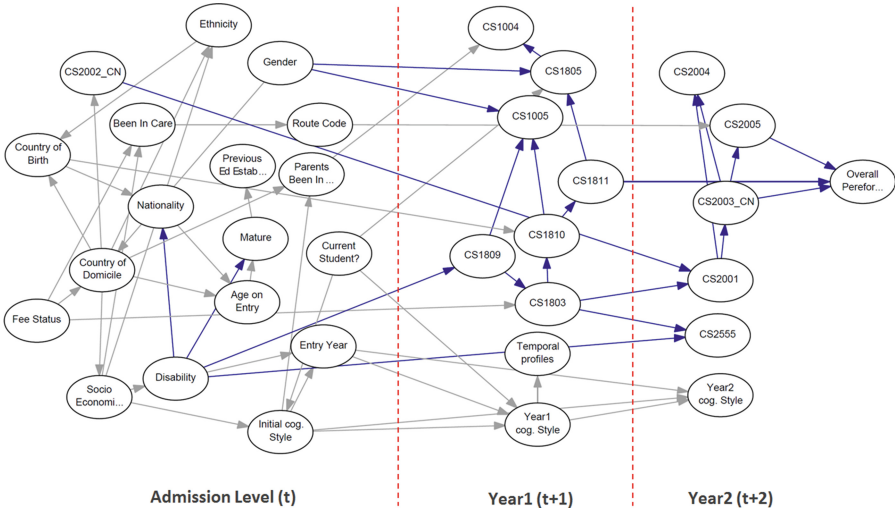 Ethnicity
CS1004
Gender
CS2002_CN
CS1805
CS2004
Been In Care
Route Code
CS1005
CS2005
Country of
Birth
Previous
Ed Estab ...
Parents
Been In ...
CS1811
Overall
Perefor...
Nationality
CS2003_CN
Mature
Current
Student?
CS1809
CS1810
Country of
Domicile
CS2001
Age on
Entry
CS1803
Fee Status
CS2555
Entry Year
Temporal
profiles
Disability
Socio
Economi...
Year2
cog. Style
Initial cog.
Style
Year1
cog. Style
Admission Level (t)
Year1 (t+1)
Year2 (t+2)